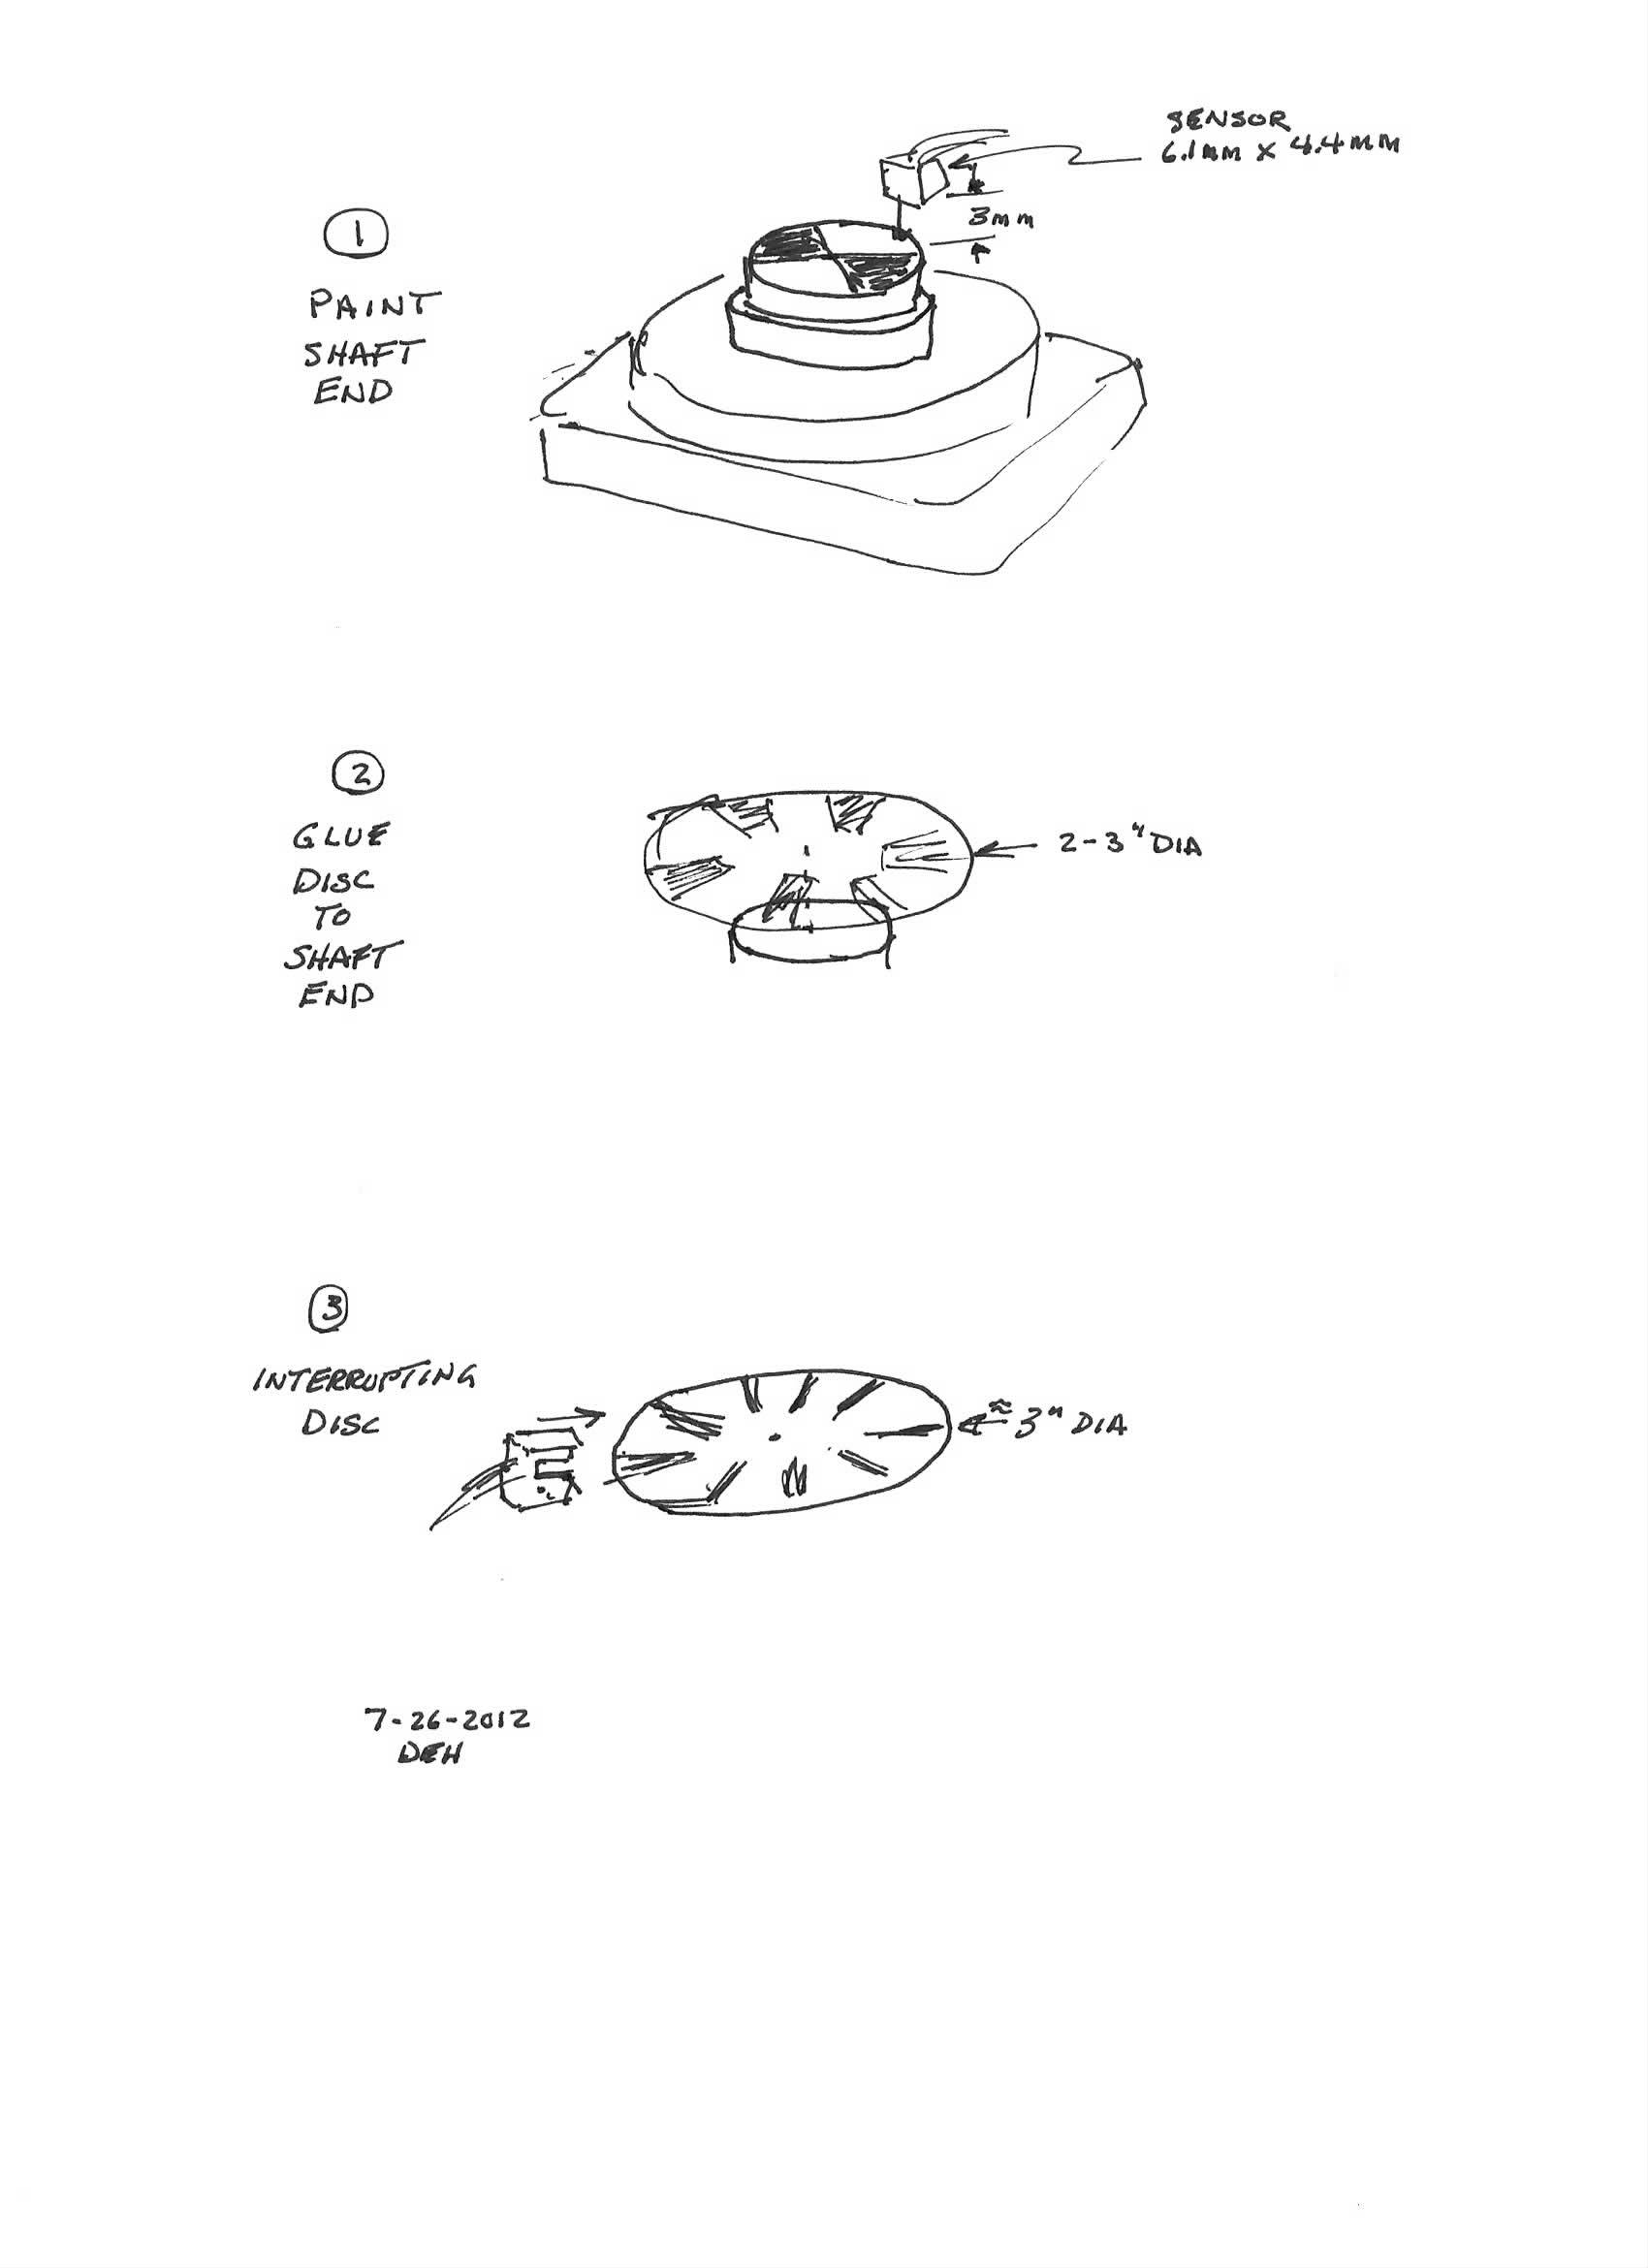 SENSOR
6.1mm x 4.4mm
3mm
1
PAINT
SHAFT
END
2
GLUE
DISC
TO
SHAFT
END
2-3" DIA
3
INTERRUPTING
DISC
≈ 3" DIA
7-26-2012
DEH